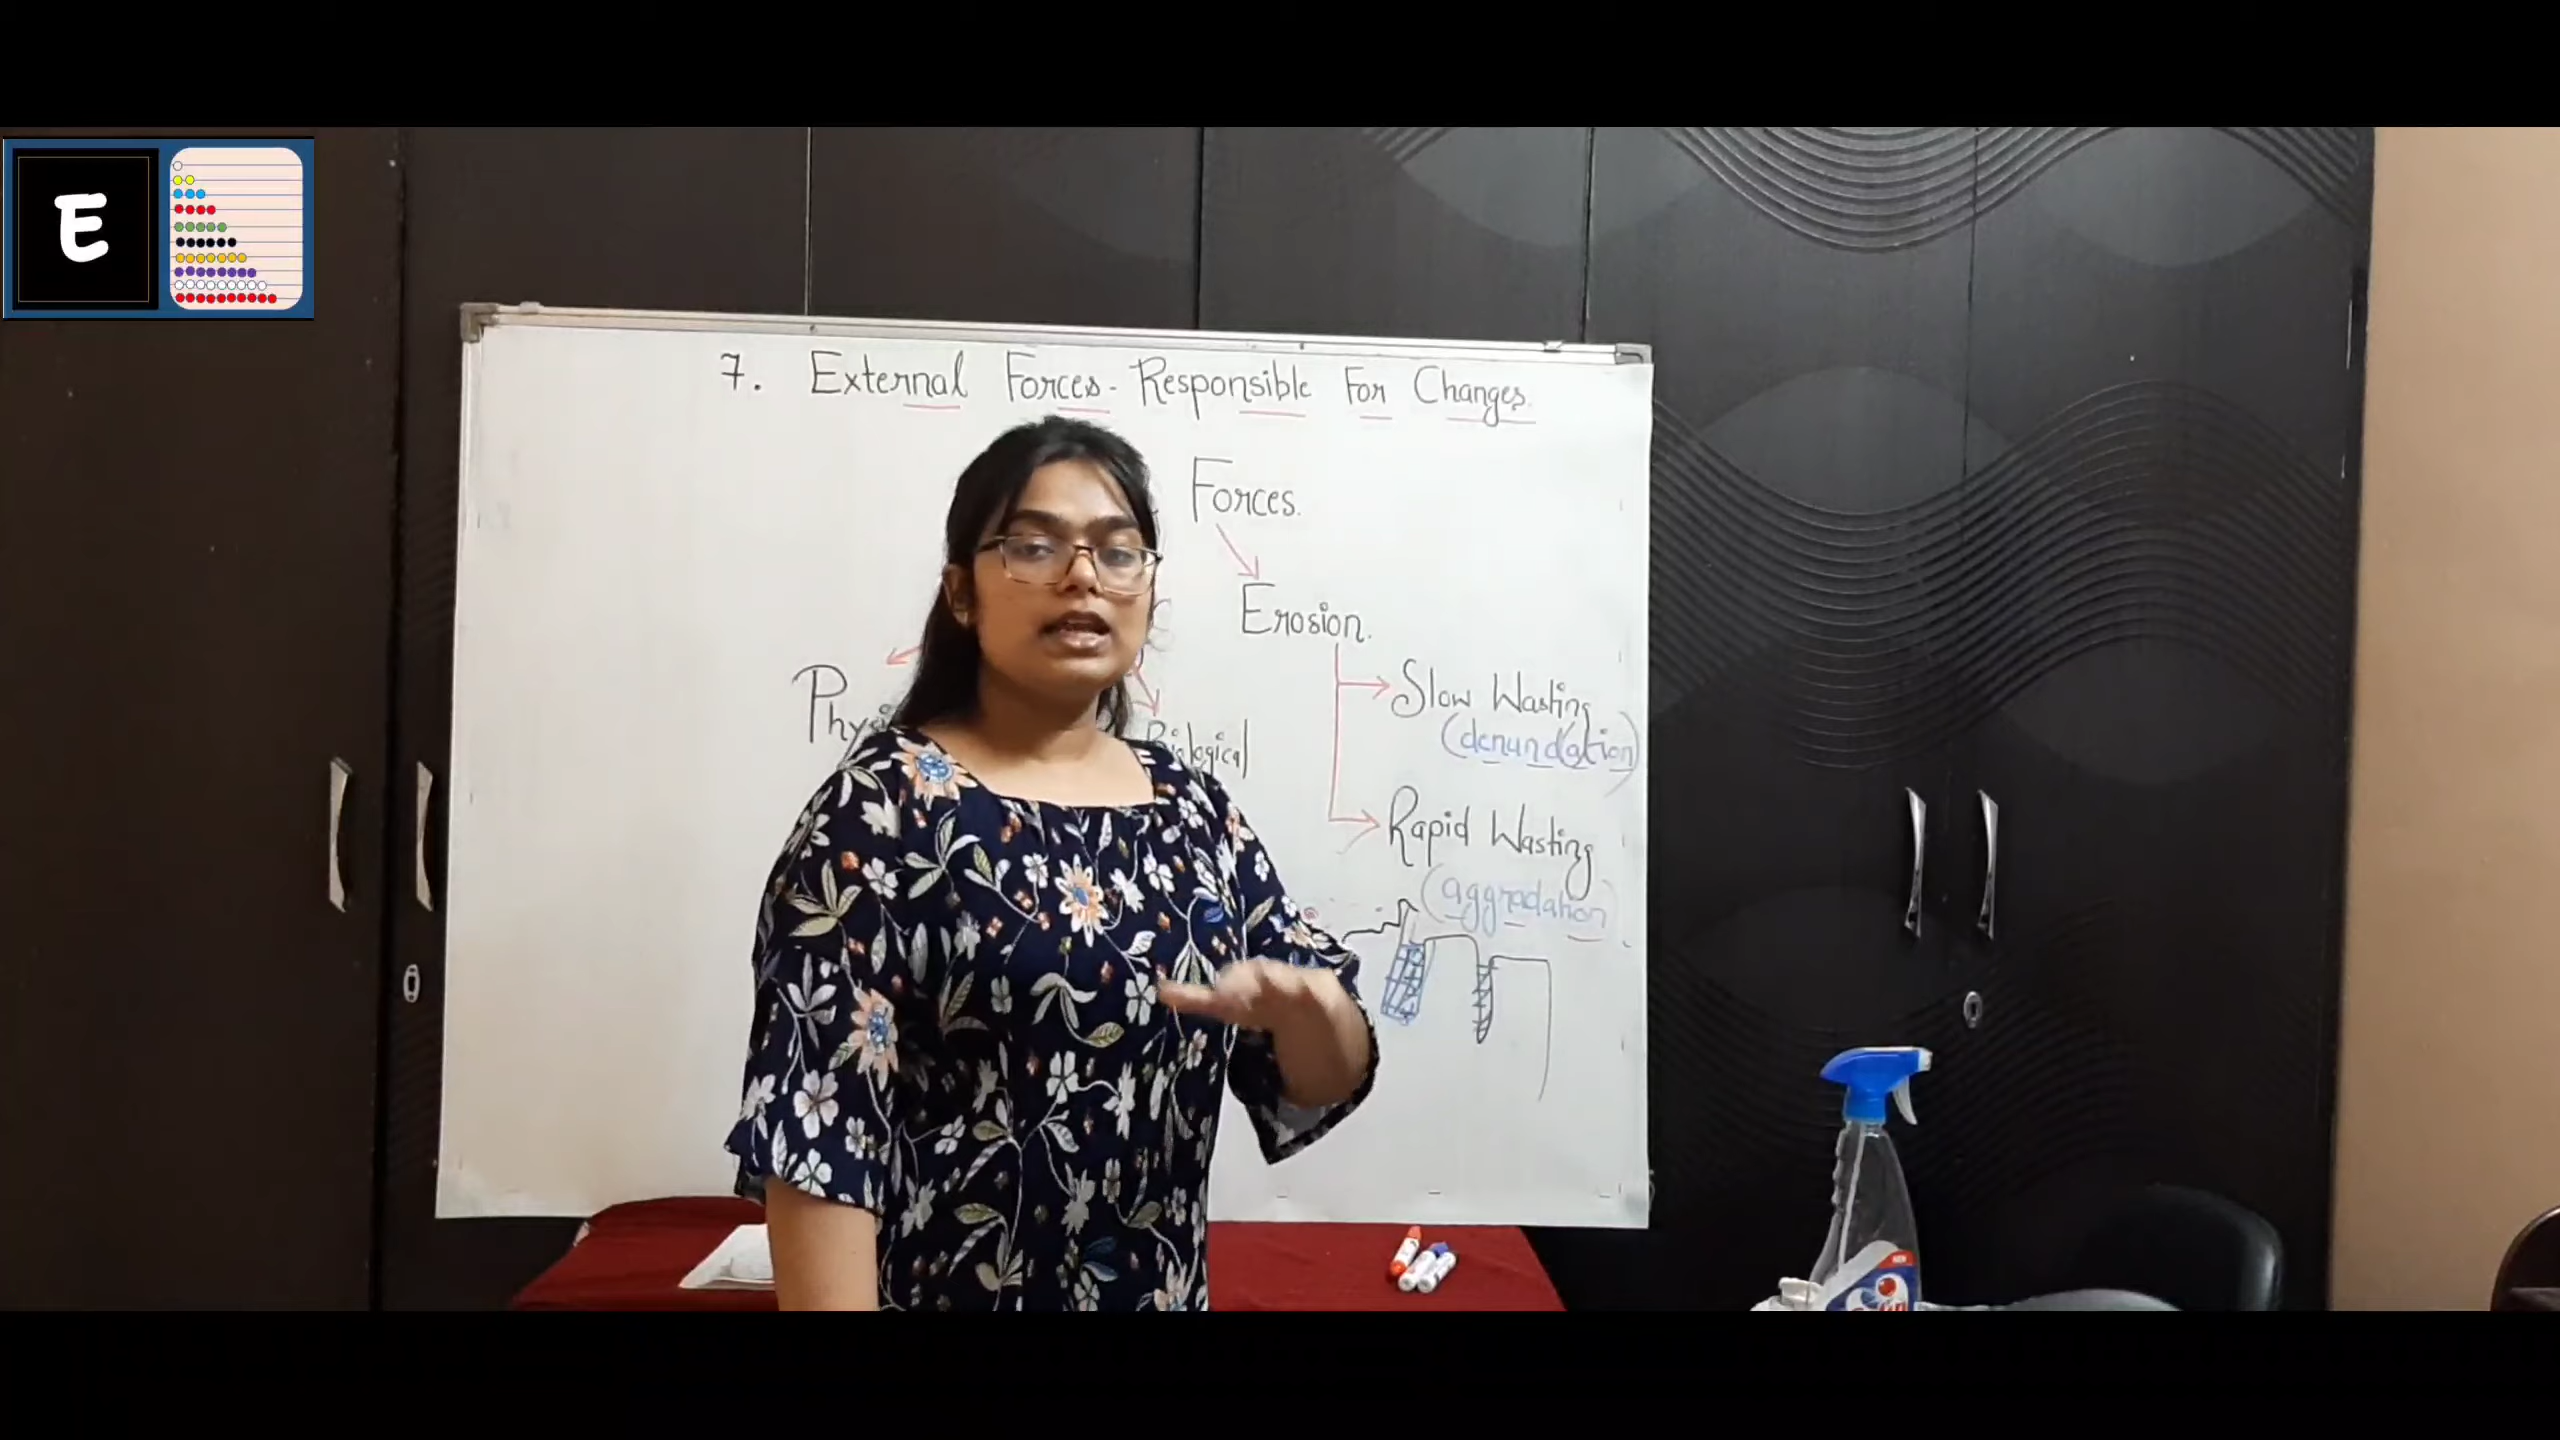 E
7. External Forces - Responsible For Changes.
Forces.
Erosion.
Slow Wasting
(denundation)
Biological
Rapid Wasting
(aggradation)